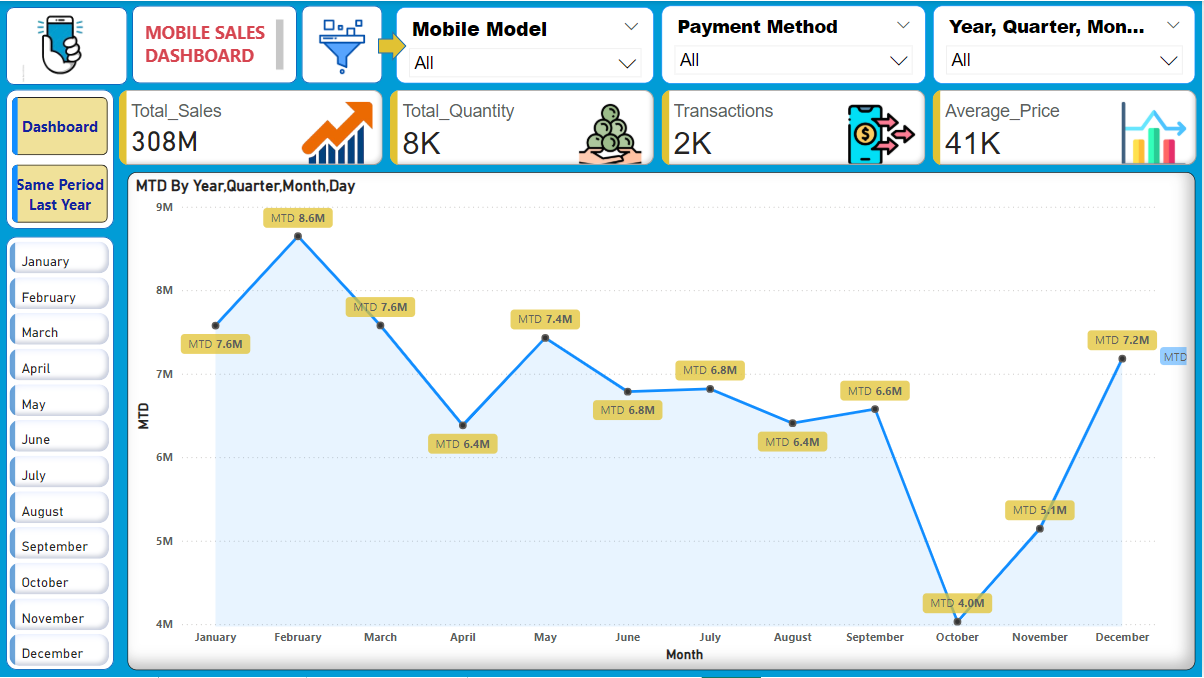 MOBILE SALES
DASHBOARD
Mobile Model
All
Payment Method
All
Year, Quarter, Mon...
All
Dashboard
Same Period
Last Year
Total_Sales
308M
Total_Quantity
8K
Transactions
2K
Average_Price
41K
January
February
March
April
May
June
July
August
September
October
November
December
MTD By Year,Quarter,Month,Day
9M
8M
7M
6M
5M
4M
MTD
MTD 7.6M
MTD 8.6M
MTD 7.6M
MTD 6.4M
MTD 7.4M
MTD 6.8M
MTD 6.8M
MTD 6.4M
MTD 6.6M
MTD 4.0M
MTD 5.1M
MTD 7.2M
MTD
January
February
March
April
May
June
July
August
September
October
November
December
Month